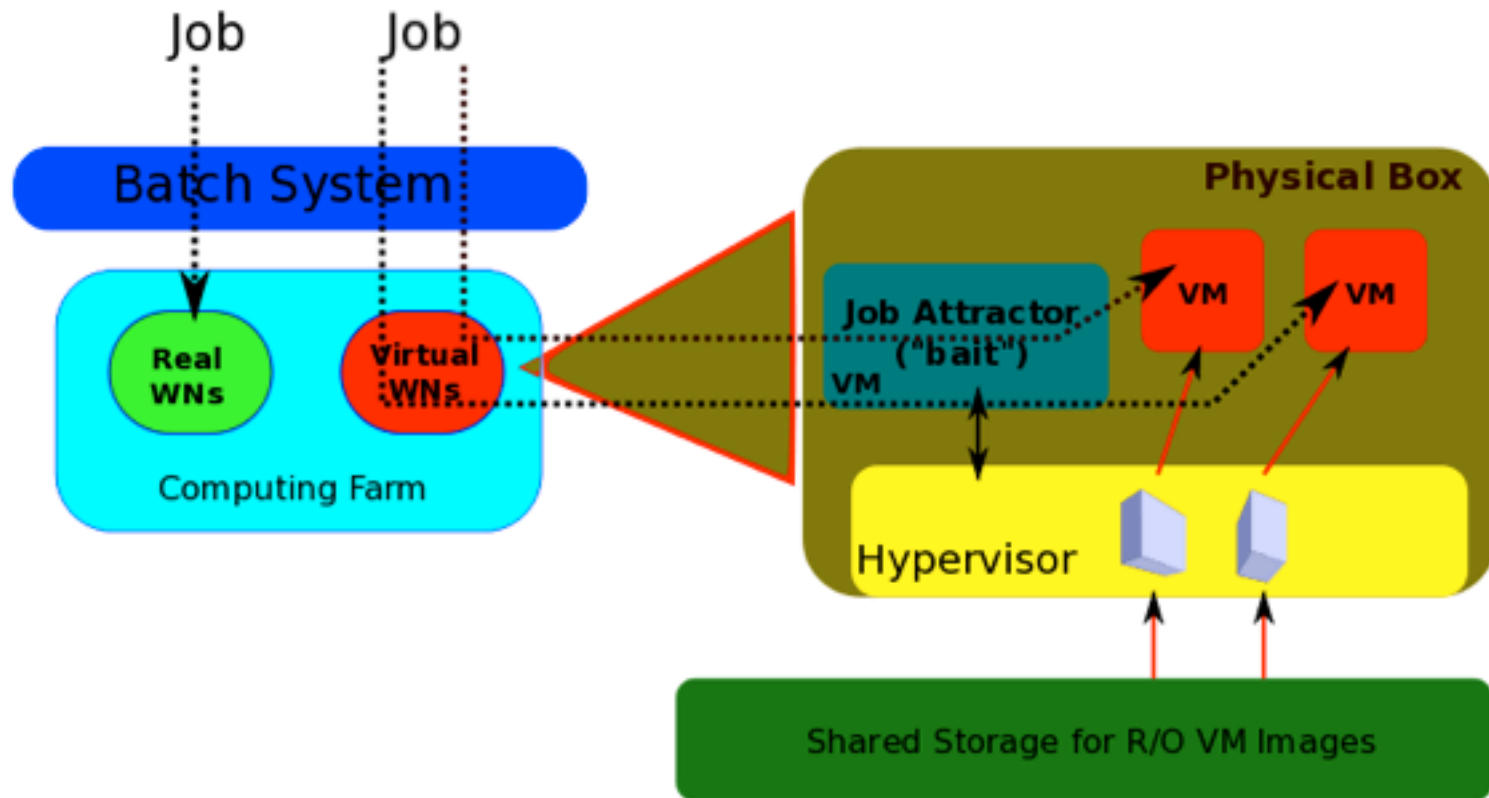 Job
Job
Batch System
Real
WNs
Virtual
WNs
Computing Farm
Physical Box
Job Attractor
("bait")
VM
VM
VM
Hypervisor
Shared Storage for R/O VM Images